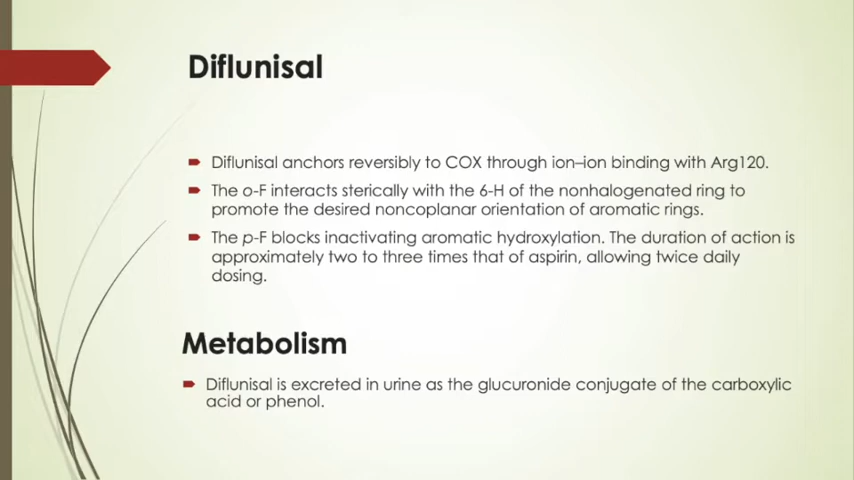 Diflunisal
Diflunisal anchors reversibly to COX through ion–ion binding with Arg120.
The o-F interacts sterically with the 6-H of the nonhalogenated ring to
promote the desired noncoplanar orientation of aromatic rings.
The p-F blocks inactivating aromatic hydroxylation. The duration of action is
approximately two to three times that of aspirin, allowing twice daily
dosing.
Metabolism
Diflunisal is excreted in urine as the glucuronide conjugate of the carboxylic
acid or phenol.